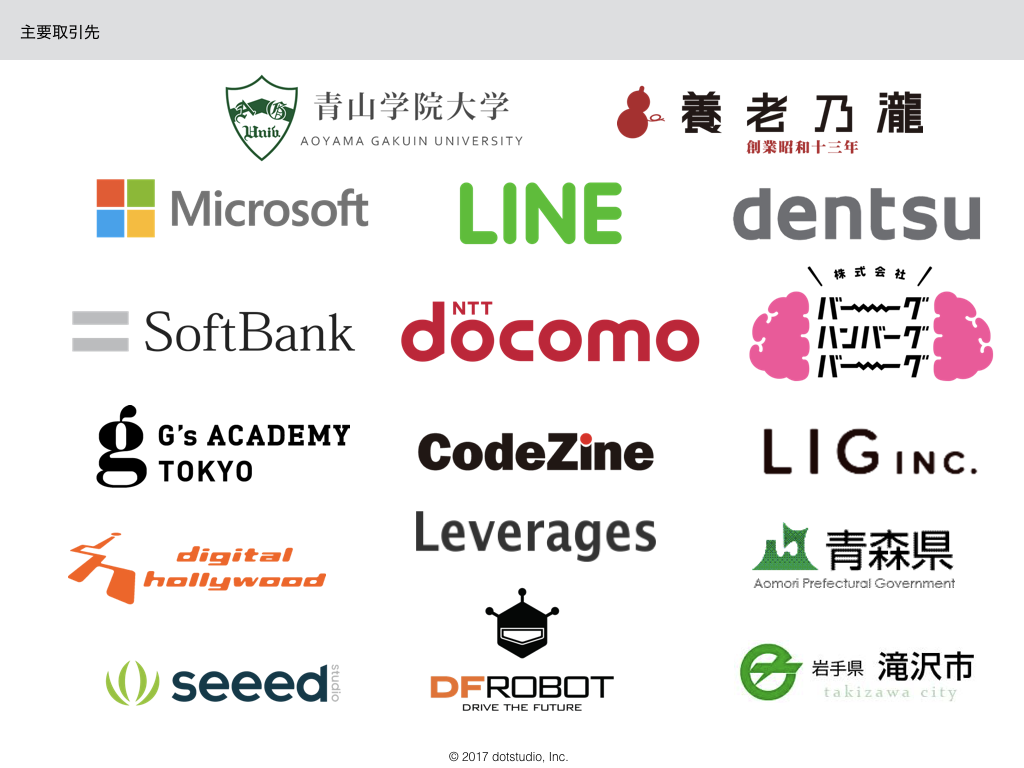 主要取引先
A G
Univ.
青山学院大学
AOYAMA GAKUIN UNIVERSITY
養老乃瀧
創業昭和十三年
Microsoft
LINE
dentsu
SoftBank
NTT
docomo
株式会社
バーグ
ハンバーグ
バーグ
g
G's ACADEMY
TOKYO
CodeZine
LIG INC.
digital
hollywood
Leverages
青森県
Aomori Prefectural Government
seeed studio
DFROBOT
DRIVE THE FUTURE
岩手県 滝沢市
takizawa city
© 2017 dotstudio, Inc.